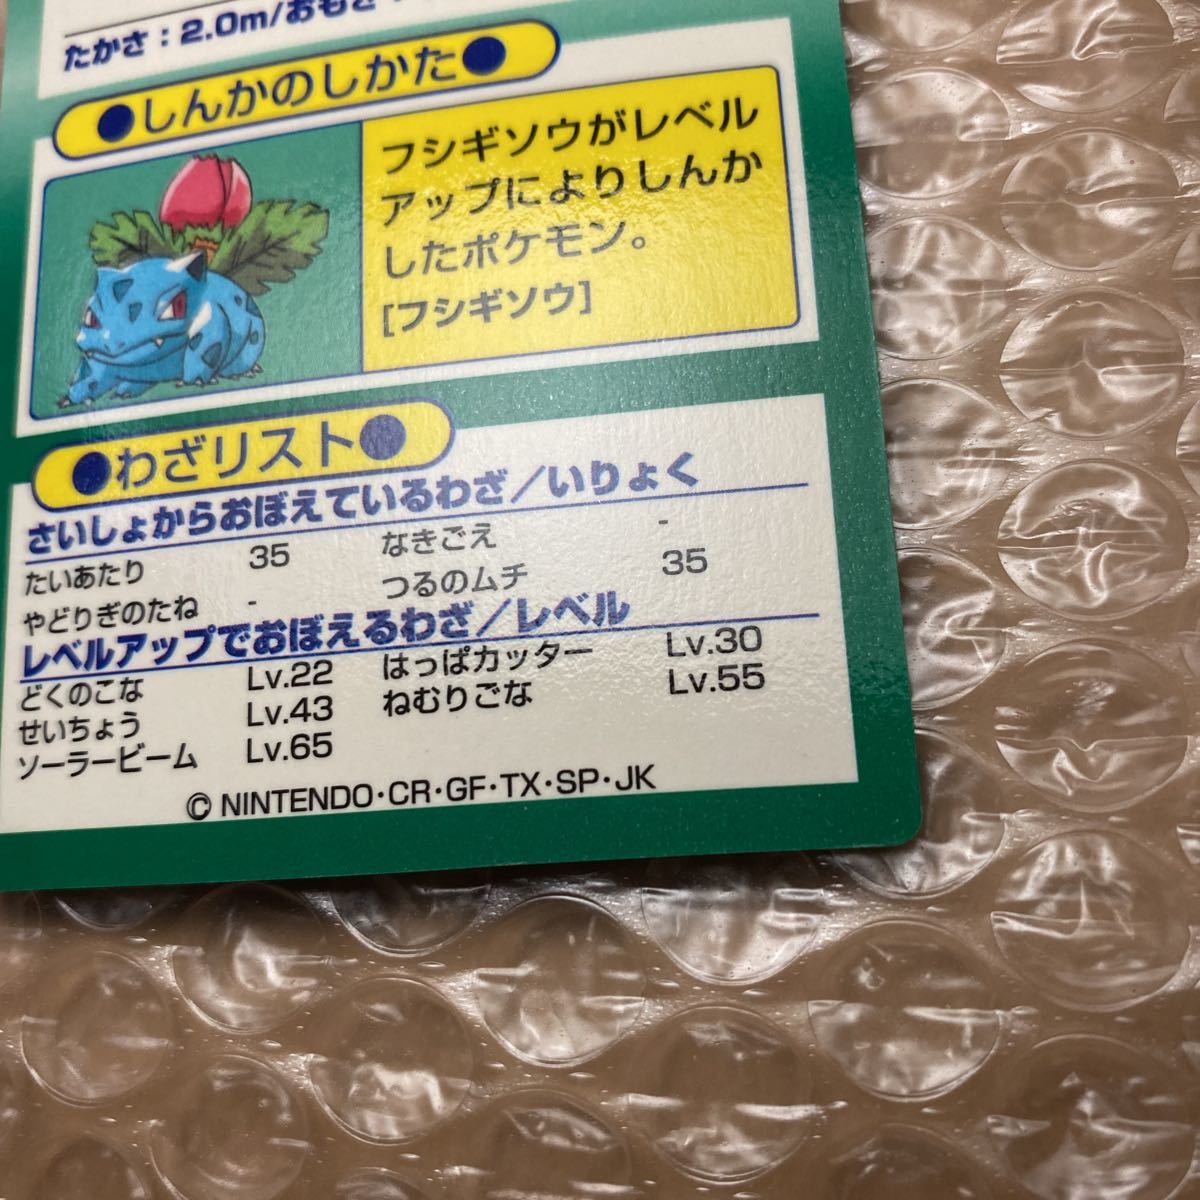 たかさ：2.0m/おもさ：
●しんかのしかた●
フシギソウがレベル
アップによりしんか
したポケモン。
[フシギソウ]
●わざリスト●
さいしょからおぼえているわざ／いりょく
たいあたり 35 なきごえ -
やどりぎのたね - つるのムチ 35
レベルアップでおぼえるわざ／レベル
どくのこな Lv.22 はっぱカッター Lv.30
せいちょう Lv.43 ねむりごな Lv.55
ソーラービーム Lv.65
© NINTENDO・CR・GF・TX・SP・JK